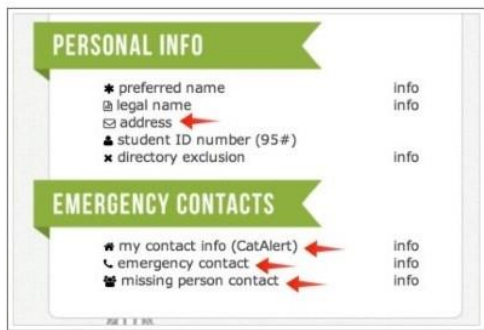 PERSONAL INFO
preferred name info
legal name info
address
student ID number (95#)
directory exclusion info
EMERGENCY CONTACTS
my contact info (CatAlert) info
emergency contact info
missing person contact info